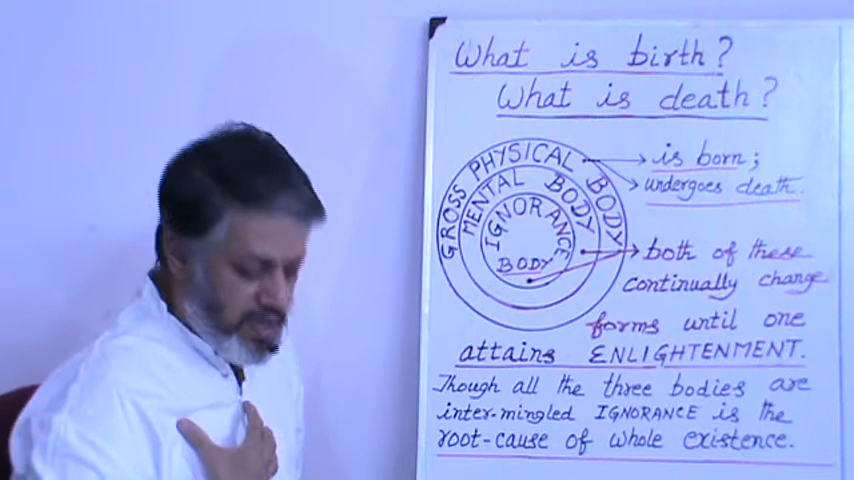 What is birth?
What is death?
GROSS PHYSICAL BODY
MENTAL BODY
IGNORANCE
BODY
is born;
undergoes death.
both of these
continually change
forms until one
attains ENLIGHTENMENT.
Though all the three bodies are
inter-mingled IGNORANCE is the
root-cause of whole existence.